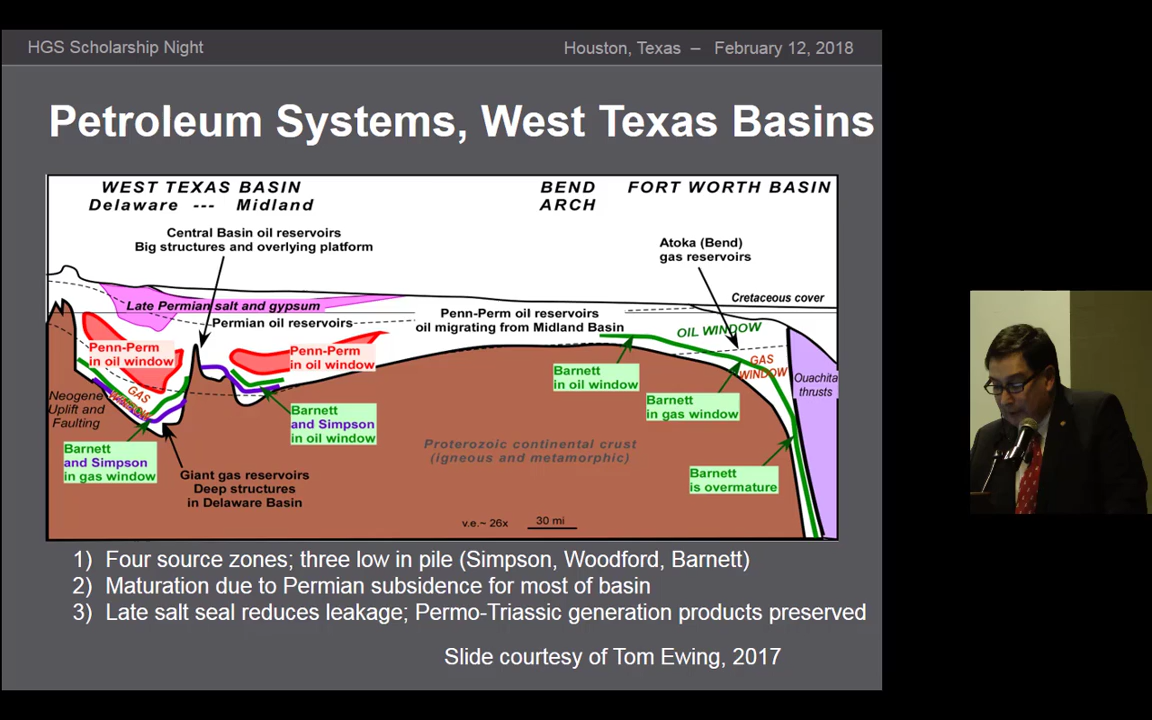 HGS Scholarship Night
Houston, Texas – February 12, 2018
Petroleum Systems, West Texas Basins
WEST TEXAS BASIN
Delaware --- Midland
BEND
ARCH
FORT WORTH BASIN
Central Basin oil reservoirs
Big structures and overlying platform
Atoka (Bend)
gas reservoirs
Late Permian salt and gypsum
Cretaceous cover
Permian oil reservoirs
Penn-Perm oil reservoirs
oil migrating from Midland Basin
OIL WINDOW
Penn-Perm
in oil window
Penn-Perm
in oil window
GAS
WINDOW
Barnett
in oil window
Ouachita
thrusts
GAS
Neogene
Uplift and
Faulting
Barnett
in gas window
Barnett
and Simpson
in oil window
Barnett
and Simpson
in gas window
Proterozoic continental crust
(igneous and metamorphic)
Giant gas reservoirs
Deep structures
in Delaware Basin
Barnett
is overmature
v.e.~ 26x
30 mi
1) Four source zones; three low in pile (Simpson, Woodford, Barnett)
2) Maturation due to Permian subsidence for most of basin
3) Late salt seal reduces leakage; Permo-Triassic generation products preserved
Slide courtesy of Tom Ewing, 2017